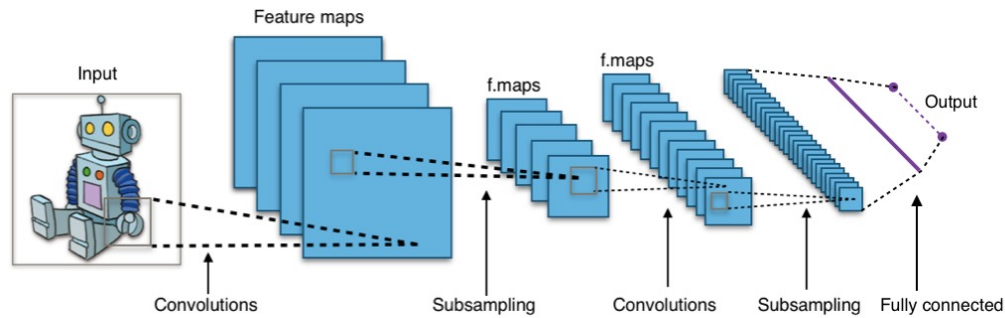 Feature maps
Input
f.maps
f.maps
Output
Convolutions
Subsampling
Convolutions
Subsampling
Fully connected